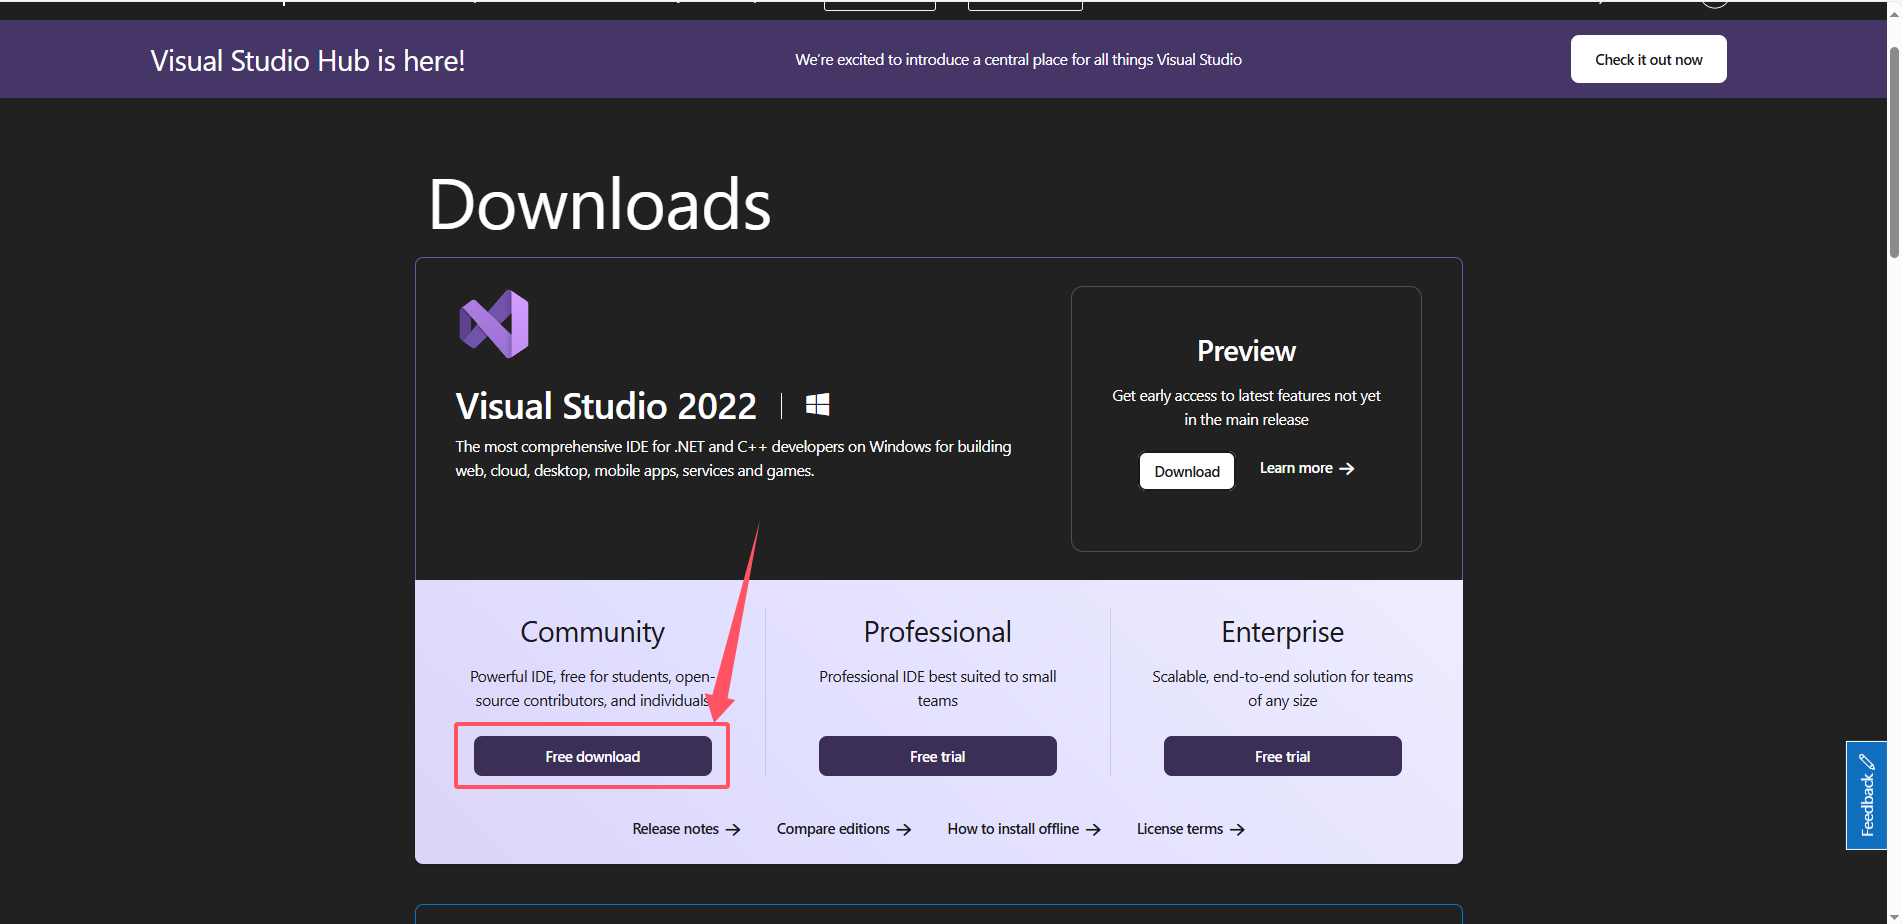 Visual Studio Hub is here!
We're excited to introduce a central place for all things Visual Studio
Check it out now
Downloads
Visual Studio 2022
The most comprehensive IDE for .NET and C++ developers on Windows for building
web, cloud, desktop, mobile apps, services and games.
Preview
Get early access to latest features not yet
in the main release
Download
Learn more →
Community
Powerful IDE, free for students, open-
source contributors, and individuals
Free download
Professional
Professional IDE best suited to small
teams
Free trial
Enterprise
Scalable, end-to-end solution for teams
of any size
Free trial
Release notes →
Compare editions →
How to install offline →
License terms →
Feedback